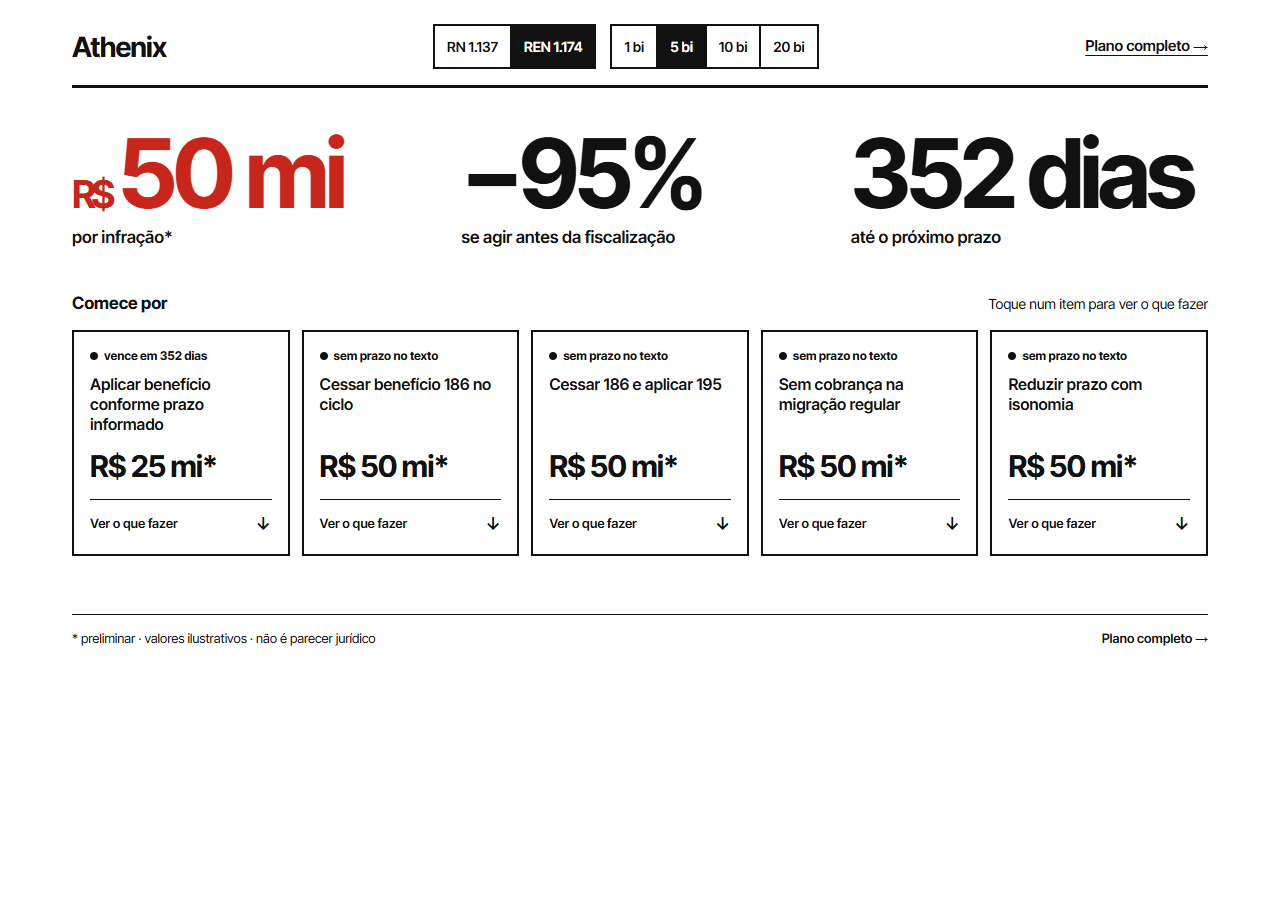 Athenix
RN 1.137 REN 1.174 1 bi 5 bi 10 bi 20 bi
Plano completo →
R$ 50 mi
por infração*
–95%
se agir antes da fiscalização
352 dias
até o próximo prazo
Comece por
Toque num item para ver o que fazer
vence em 352 dias
Aplicar benefício
conforme prazo
informado
R$ 25 mi*
Ver o que fazer ↓
sem prazo no texto
Cessar benefício 186 no
ciclo
R$ 50 mi*
Ver o que fazer ↓
sem prazo no texto
Cessar 186 e aplicar 195
R$ 50 mi*
Ver o que fazer ↓
sem prazo no texto
Sem cobrança na
migração regular
R$ 50 mi*
Ver o que fazer ↓
sem prazo no texto
Reduzir prazo com
isonomia
R$ 50 mi*
Ver o que fazer ↓
* preliminar · valores ilustrativos · não é parecer jurídico
Plano completo →